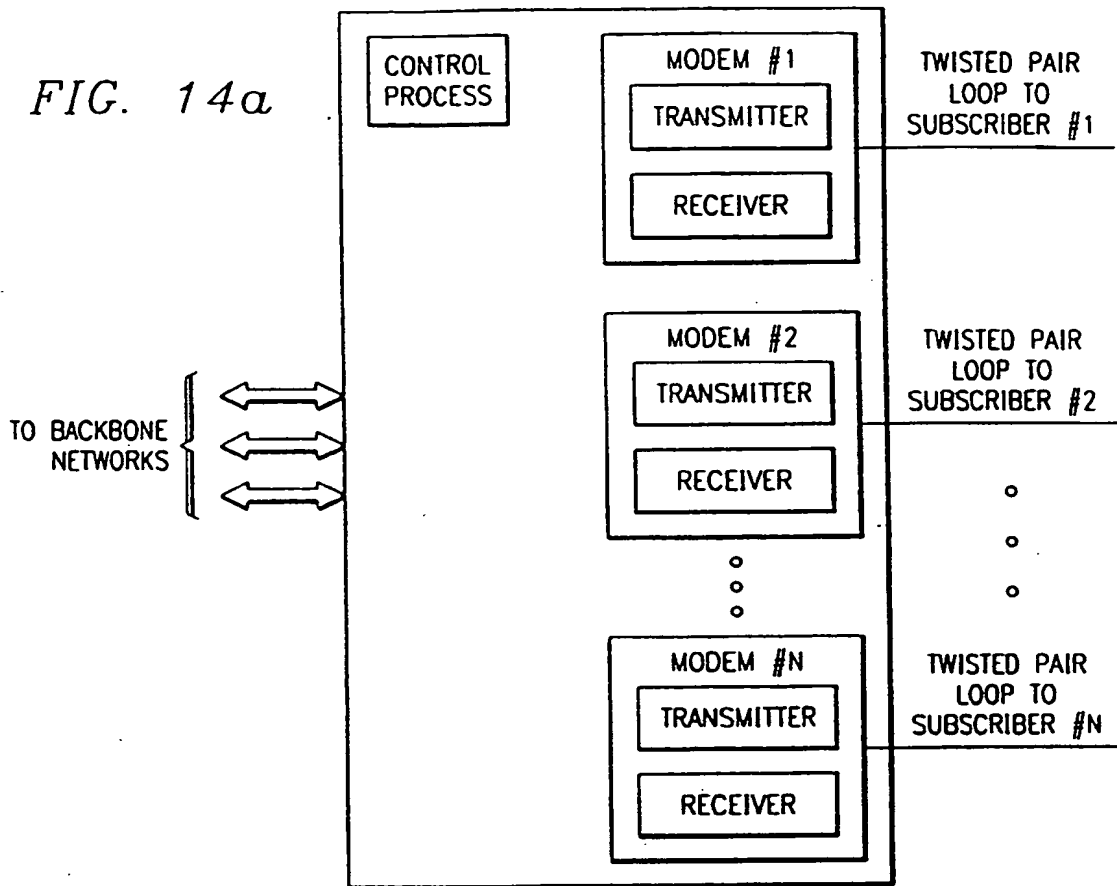 FIG. 14a
CONTROL
PROCESS
MODEM #1
TRANSMITTER
RECEIVER
TWISTED PAIR
LOOP TO
SUBSCRIBER #1
MODEM #2
TRANSMITTER
RECEIVER
TWISTED PAIR
LOOP TO
SUBSCRIBER #2
TO BACKBONE
NETWORKS
MODEM #N
TRANSMITTER
RECEIVER
TWISTED PAIR
LOOP TO
SUBSCRIBER #N